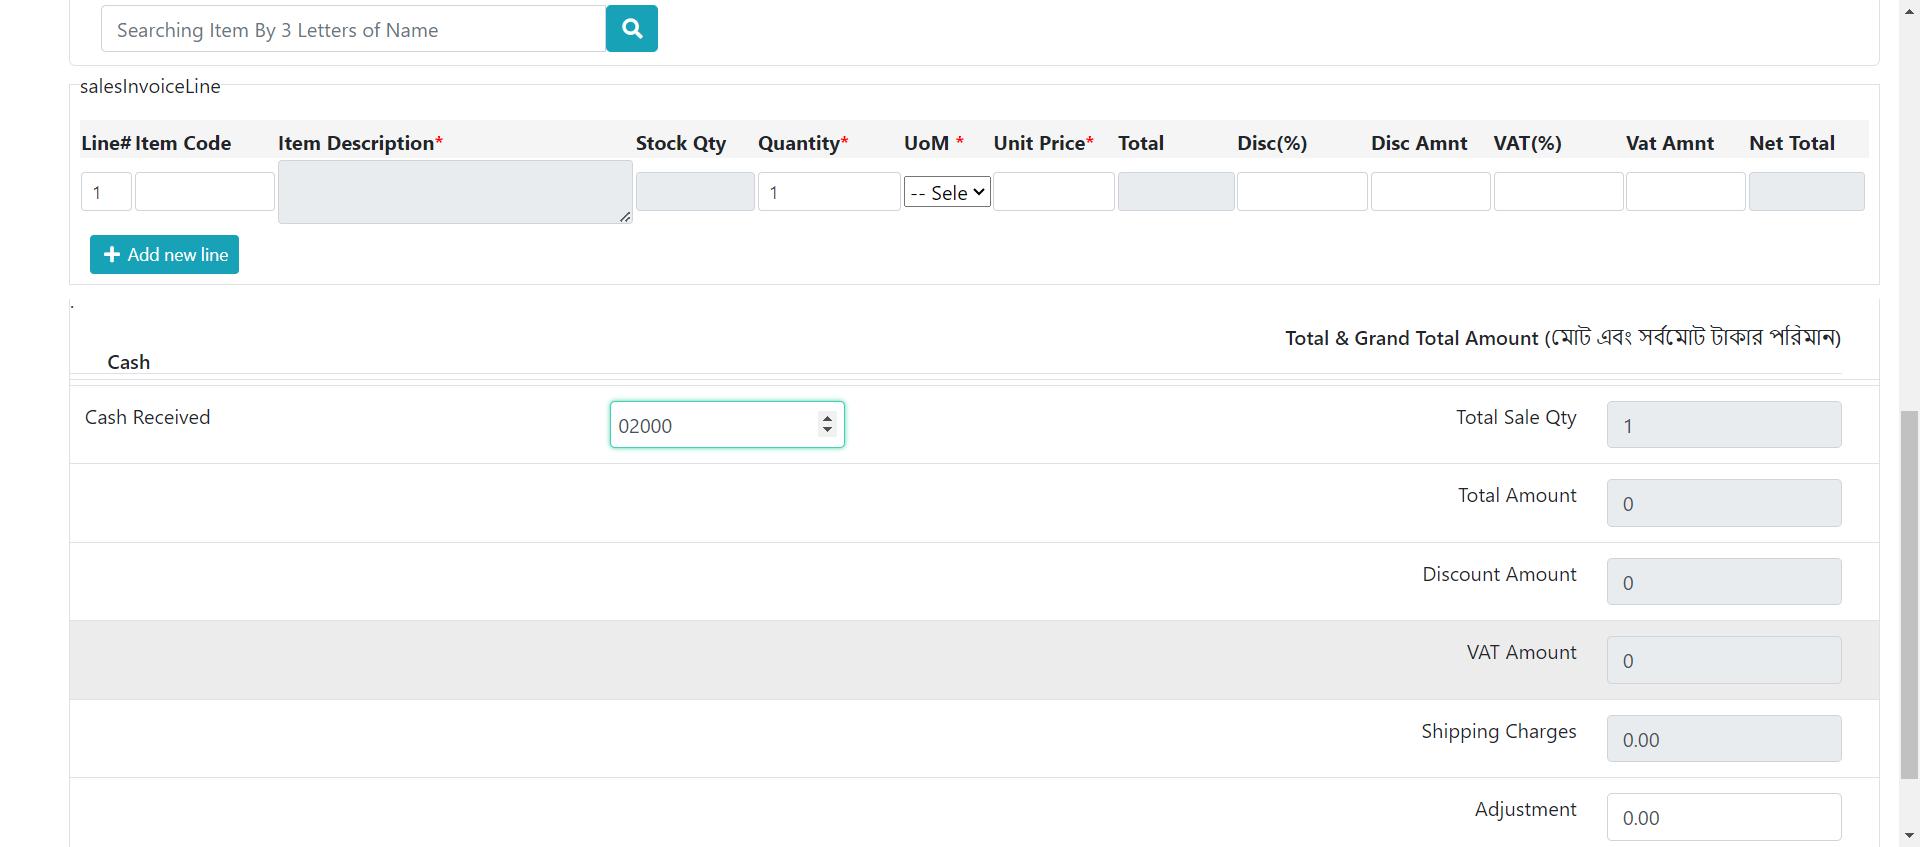 Searching Item By 3 Letters of Name
salesInvoiceLine
Line# Item Code Item Description* Stock Qty Quantity* UoM * Unit Price* Total Disc(%) Disc Amnt VAT(%) Vat Amnt Net Total
1 1 -- Sele
Add new line
.
Total & Grand Total Amount (মোট এবং সর্বমোট টাকার পরিমান)
Cash
Cash Received 02000 Total Sale Qty 1
Total Amount 0
Discount Amount 0
VAT Amount 0
Shipping Charges 0.00
Adjustment 0.00